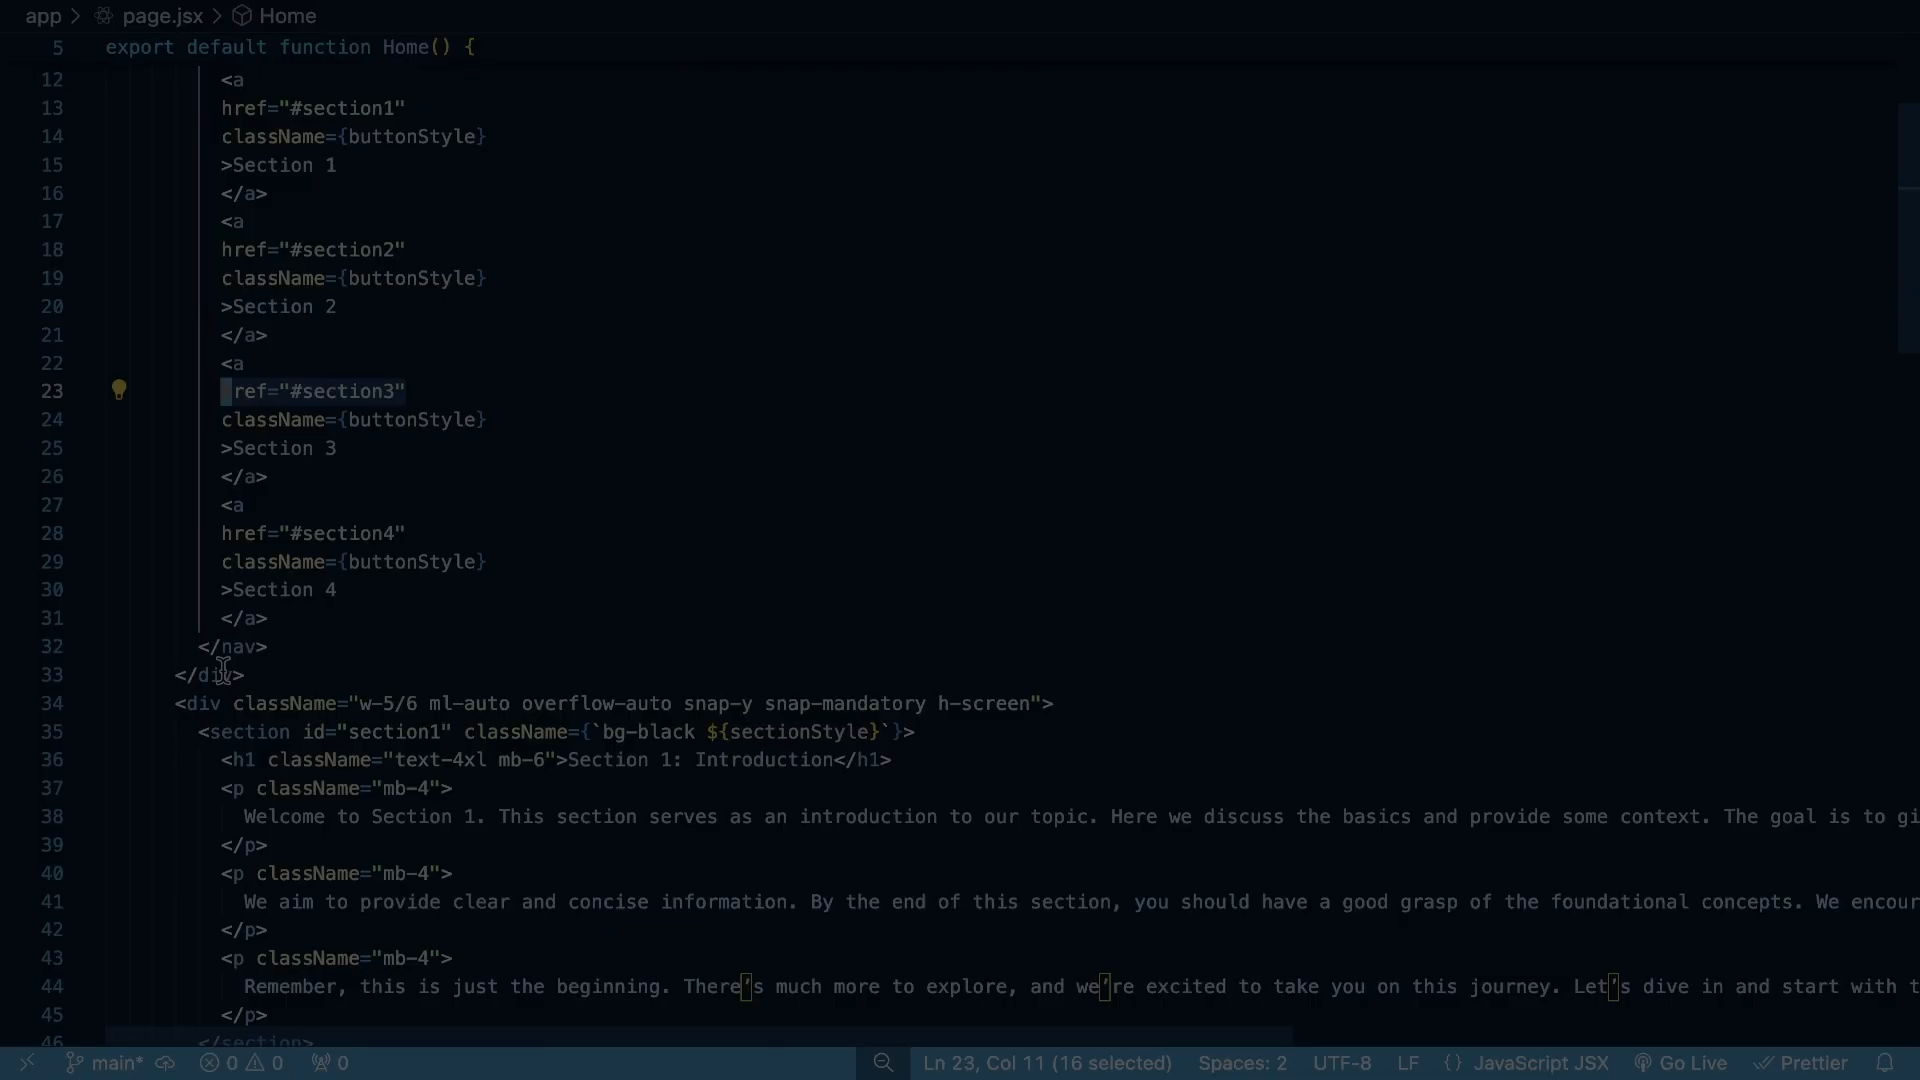 app > page.jsx > Home
5 export default function Home() {
12 <a
13 href="#section1"
14 className={buttonStyle}
15 >Section 1
16 </a>
17 <a
18 href="#section2"
19 className={buttonStyle}
20 >Section 2
21 </a>
22 <a
23 ref="#section3"
24 className={buttonStyle}
25 >Section 3
26 </a>
27 <a
28 href="#section4"
29 className={buttonStyle}
30 >Section 4
31 </a>
32 </nav>
33 </div>
34 <div className="w-5/6 ml-auto overflow-auto snap-y snap-mandatory h-screen">
35 <section id="section1" className={`bg-black ${sectionStyle}`}>
36 <h1 className="text-4xl mb-6">Section 1: Introduction</h1>
37 <p className="mb-4">
38 Welcome to Section 1. This section serves as an introduction to our topic. Here we discuss the basics and provide some context. The goal is to gi
39 </p>
40 <p className="mb-4">
41 We aim to provide clear and concise information. By the end of this section, you should have a good grasp of the foundational concepts. We encour
42 </p>
43 <p className="mb-4">
44 Remember, this is just the beginning. There’s much more to explore, and we’re excited to take you on this journey. Let’s dive in and start with t
45 </p>
46 </section>
main* 0 0 0 Ln 23, Col 11 (16 selected) Spaces: 2 UTF-8 LF {} JavaScript JSX Go Live Prettier